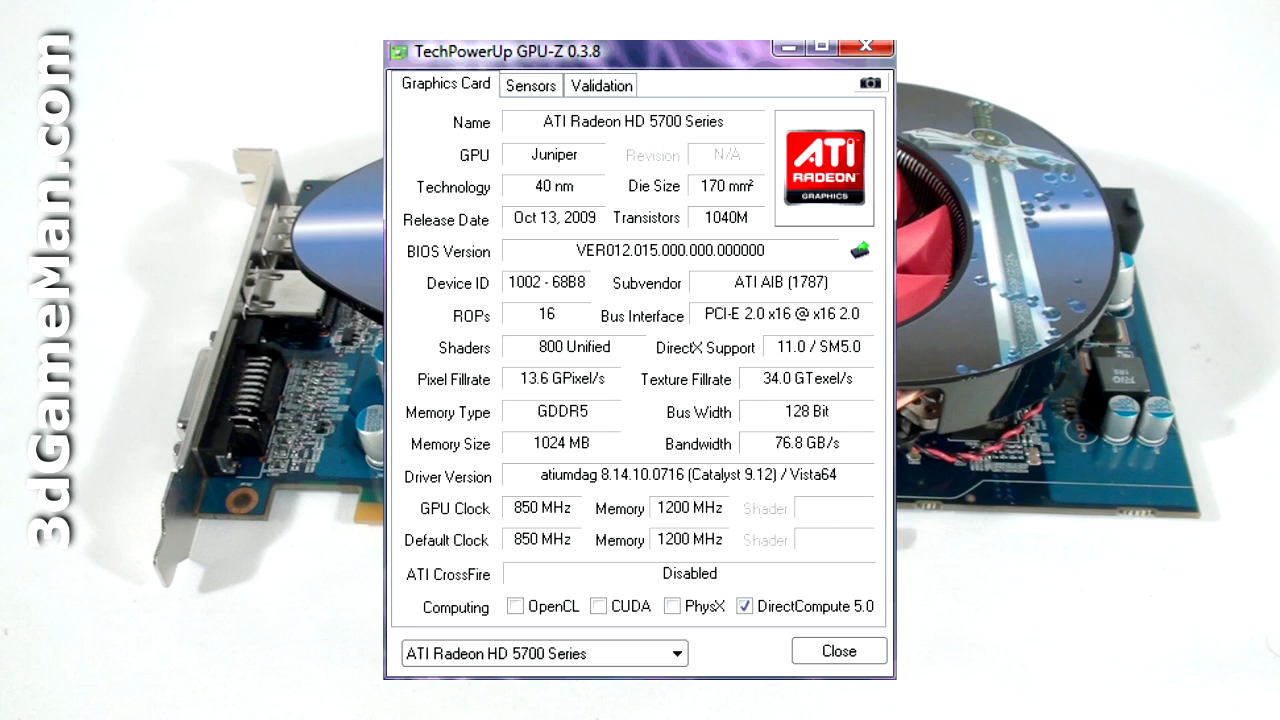 3dGameMan.com
TechPowerUp GPU-Z 0.3.8
Graphics Card Sensors Validation
Name ATI Radeon HD 5700 Series
ATI
RADEON
GRAPHICS
GPU Juniper Revision N/A
Technology 40 nm Die Size 170 mm²
Release Date Oct 13, 2009 Transistors 1040M
BIOS Version VER012.015.000.000.000000
Device ID 1002 - 68B8 Subvendor ATI AIB (1787)
ROPs 16 Bus Interface PCI-E 2.0 x16 @ x16 2.0
Shaders 800 Unified DirectX Support 11.0 / SM5.0
Pixel Fillrate 13.6 GPixel/s Texture Fillrate 34.0 GTexel/s
Memory Type GDDR5 Bus Width 128 Bit
Memory Size 1024 MB Bandwidth 76.8 GB/s
Driver Version atiumdag 8.14.10.0716 (Catalyst 9.12) / Vista64
GPU Clock 850 MHz Memory 1200 MHz Shader
Default Clock 850 MHz Memory 1200 MHz Shader
ATI CrossFire Disabled
Computing OpenCL CUDA PhysX DirectCompute 5.0
ATI Radeon HD 5700 Series Close